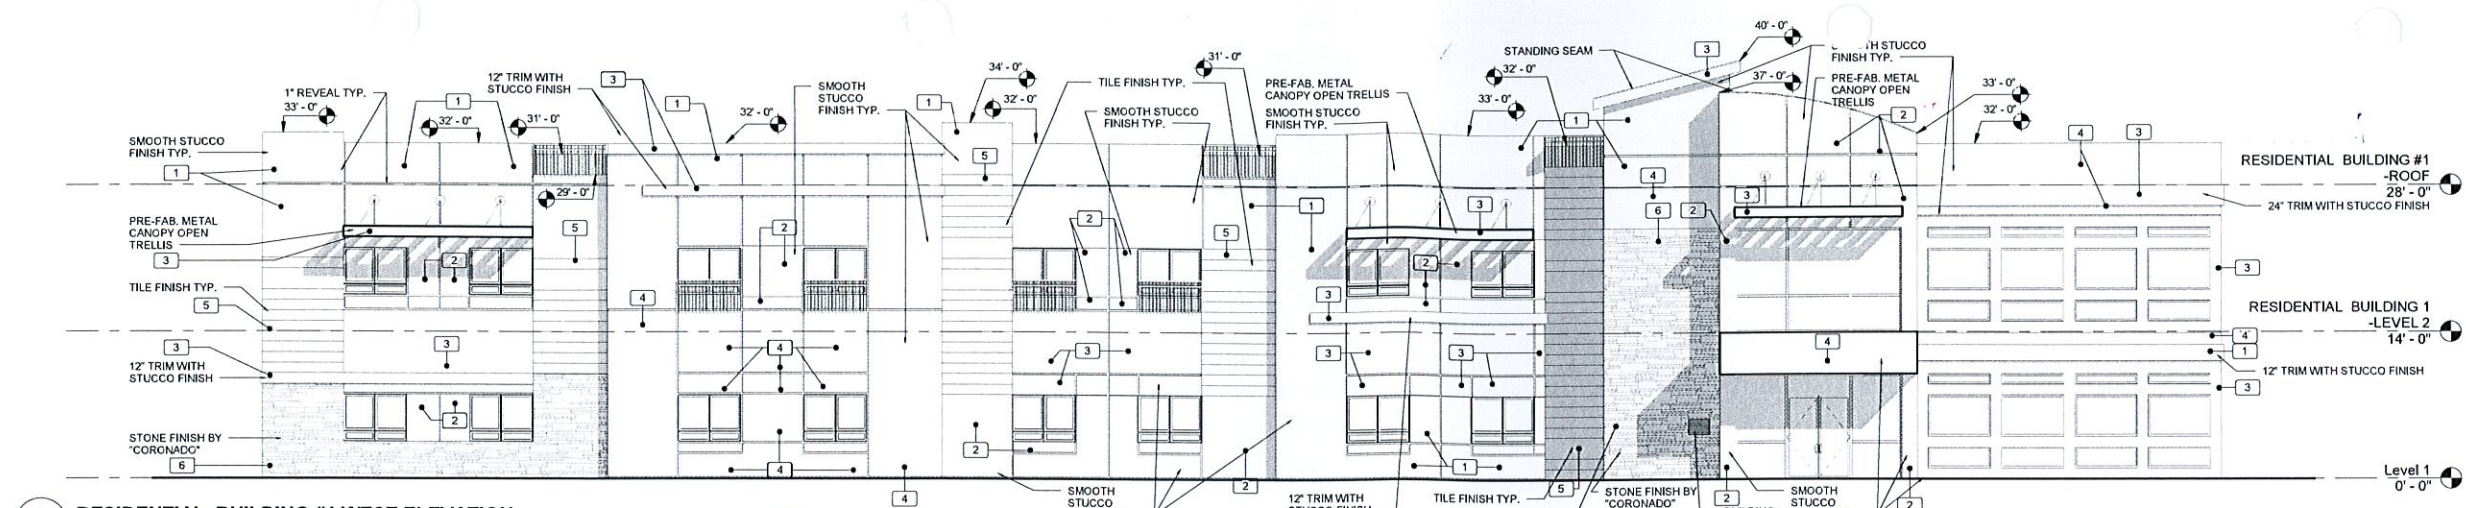 40' - 0"
STANDING SEAM
3
SMOOTH STUCCO
FINISH TYP.
31' - 0"
34' - 0"
32' - 0"
37' - 0"
12" TRIM WITH
STUCCO FINISH
3
SMOOTH
STUCCO
FINISH TYP.
TILE FINISH TYP.
PRE-FAB. METAL
CANOPY OPEN TRELLIS
PRE-FAB. METAL
CANOPY OPEN
TRELLIS
33' - 0"
1" REVEAL TYP.
1
1
1
32' - 0"
33' - 0"
32' - 0"
31' - 0"
32' - 0"
SMOOTH STUCCO
FINISH TYP.
SMOOTH STUCCO
FINISH TYP.
33' - 0"
1
2
32' - 0"
4
3
SMOOTH STUCCO
FINISH TYP.
1
5
RESIDENTIAL BUILDING #1
-ROOF
28' - 0"
29' - 0"
4
3
24" TRIM WITH STUCCO FINISH
PRE-FAB. METAL
CANOPY OPEN
TRELLIS
3
5
2
2
5
1
3
6
2
2
2
3
TILE FINISH TYP.
5
4
3
RESIDENTIAL BUILDING 1
-LEVEL 2
14' - 0"
4
3
12" TRIM WITH
STUCCO FINISH
3
4
3
3
3
4
1
12" TRIM WITH STUCCO FINISH
3
2
STONE FINISH BY
"CORONADO"
6
4
4
2
2
1
5
2
2
Level 1
0' - 0"
SMOOTH
STUCCO
12" TRIM WITH
STUCCO FINISH
TILE FINISH TYP.
STONE FINISH BY
"CORONADO"
SMOOTH
STUCCO
RESIDENTIAL BUILDING #1 WEST ELEVATION